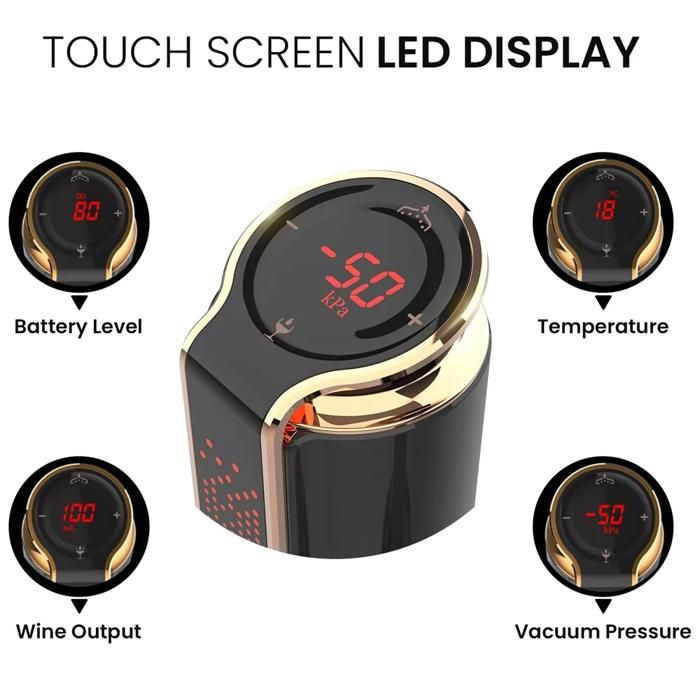 TOUCH SCREEN LED DISPLAY
80
Battery Level
-50
kPa
°C
18
Temperature
100
mL
Wine Output
-50
kPa
Vacuum Pressure